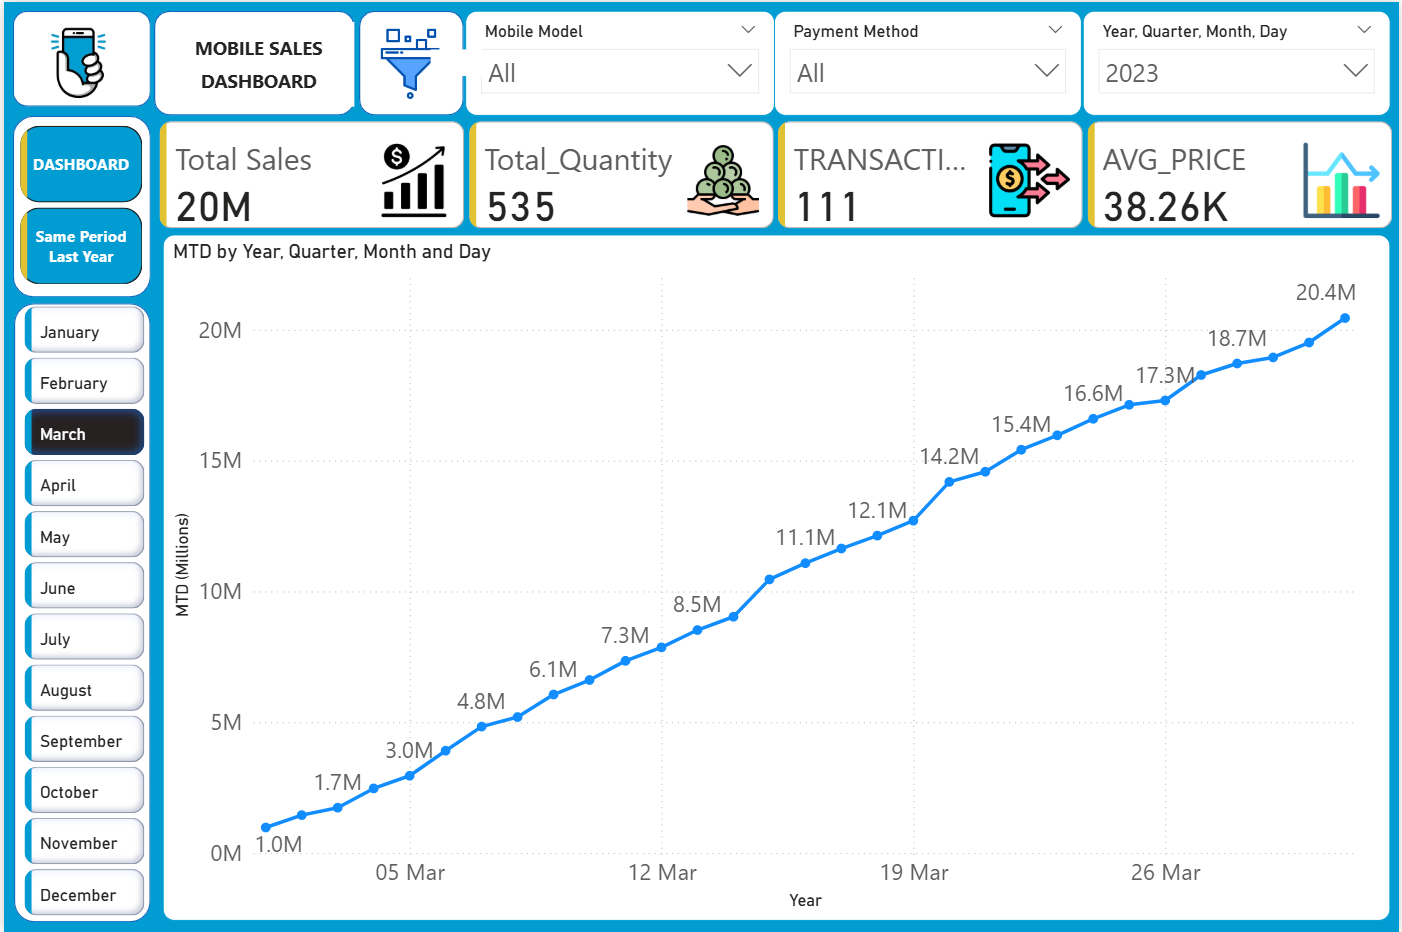 MOBILE SALES
DASHBOARD
Mobile Model
All
Payment Method
All
Year, Quarter, Month, Day
2023
DASHBOARD
Same Period
Last Year
Total Sales
20M
Total_Quantity
535
TRANSACTI...
111
AVG_PRICE
38.26K
January
February
March
April
May
June
July
August
September
October
November
December
MTD by Year, Quarter, Month and Day
MTD (Millions)
20M
15M
10M
5M
0M
1.0M
1.7M
3.0M
4.8M
6.1M
7.3M
8.5M
11.1M
12.1M
14.2M
15.4M
16.6M
17.3M
18.7M
20.4M
05 Mar
12 Mar
19 Mar
26 Mar
Year